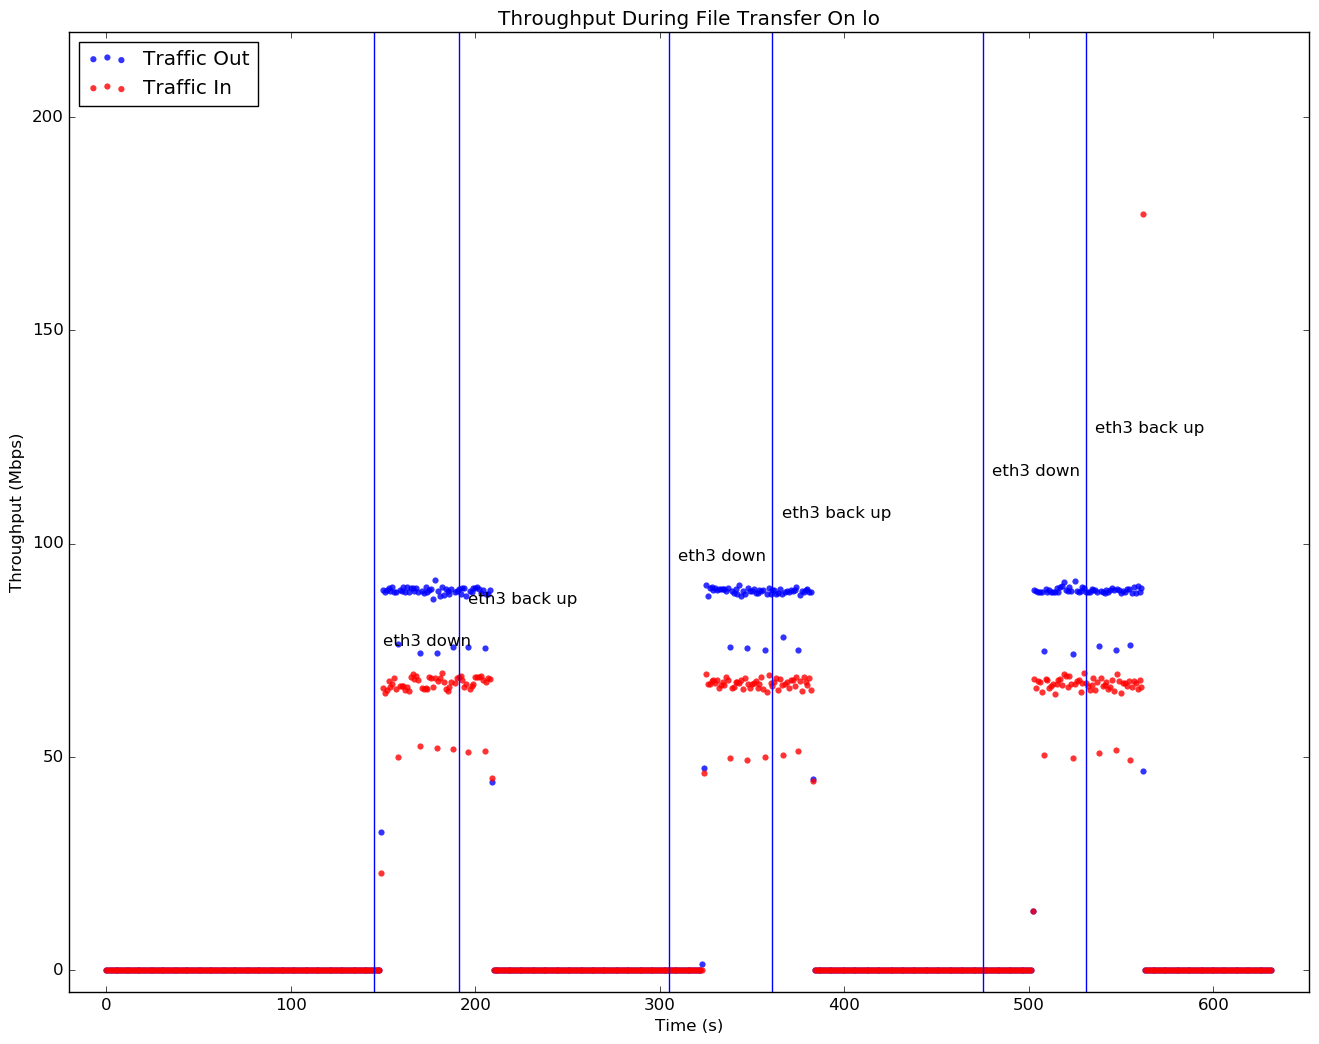 Throughput During File Transfer On lo
Traffic Out
Traffic In
200
150
100
50
0
Throughput (Mbps)
eth3 back up
eth3 down
eth3 back up
eth3 down
eth3 back up
eth3 down
0 100 200 300 400 500 600
Time (s)